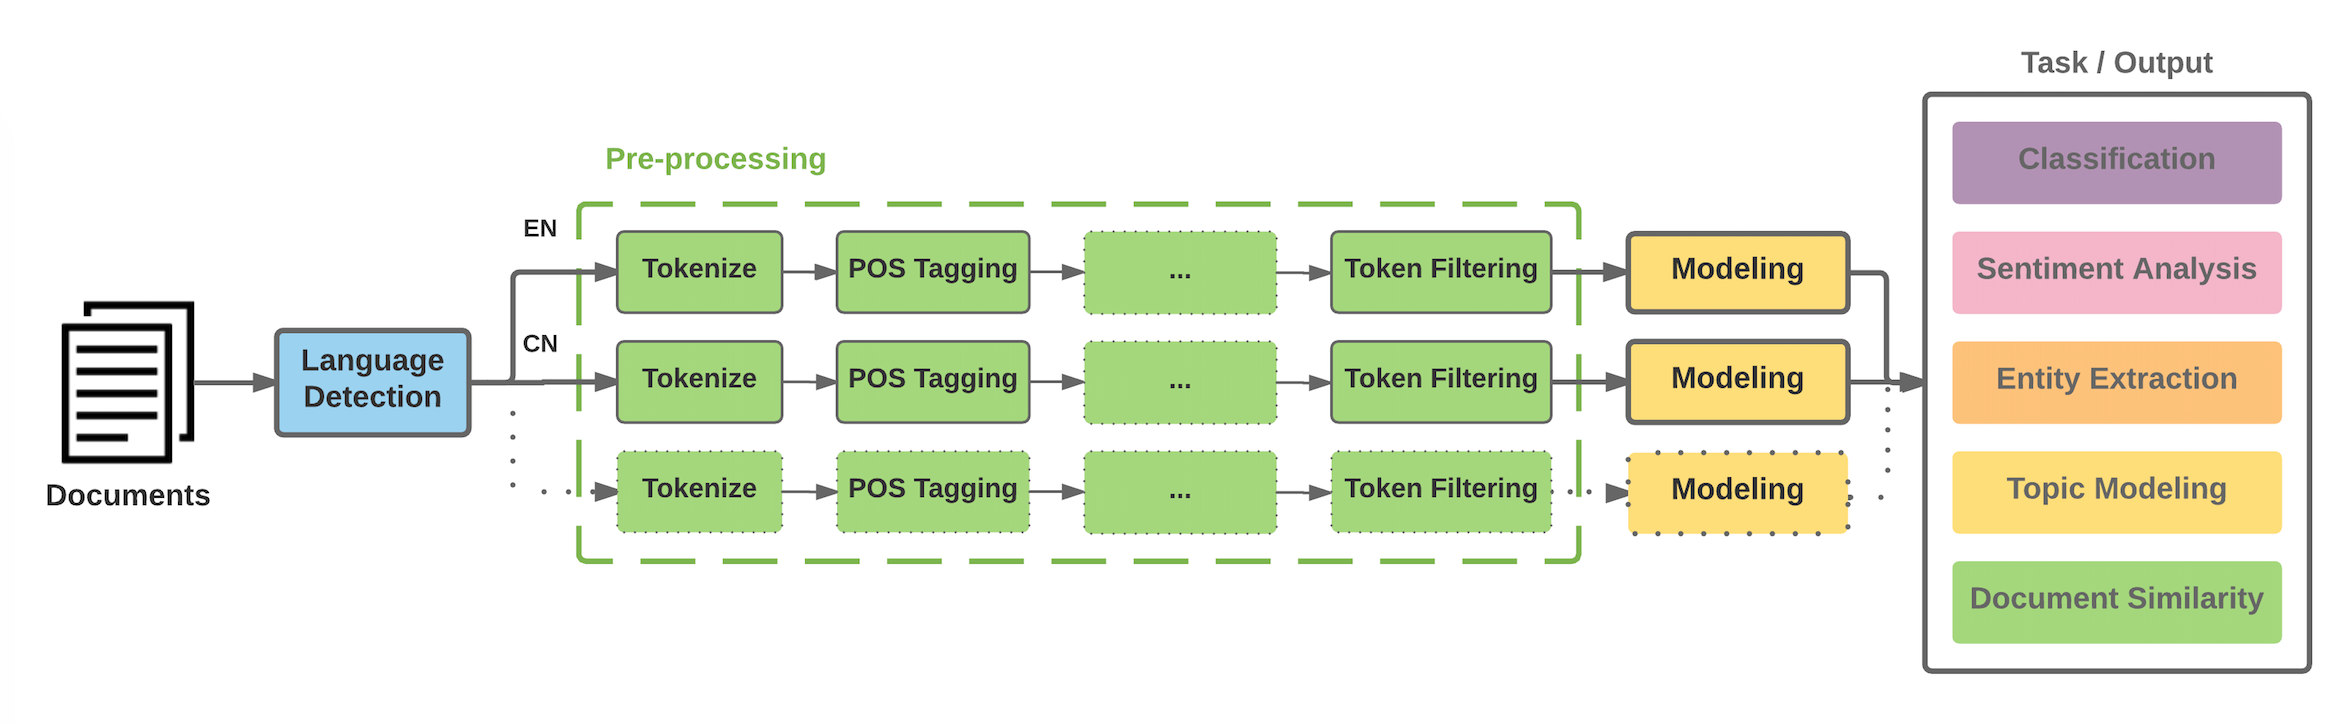 Task / Output
Classification
Pre-processing
EN
Tokenize
POS Tagging
...
Token Filtering
Modeling
Sentiment Analysis
CN
Language
Detection
Tokenize
POS Tagging
...
Token Filtering
Modeling
Entity Extraction
Documents
Tokenize
POS Tagging
...
Token Filtering
Modeling
Topic Modeling
Document Similarity